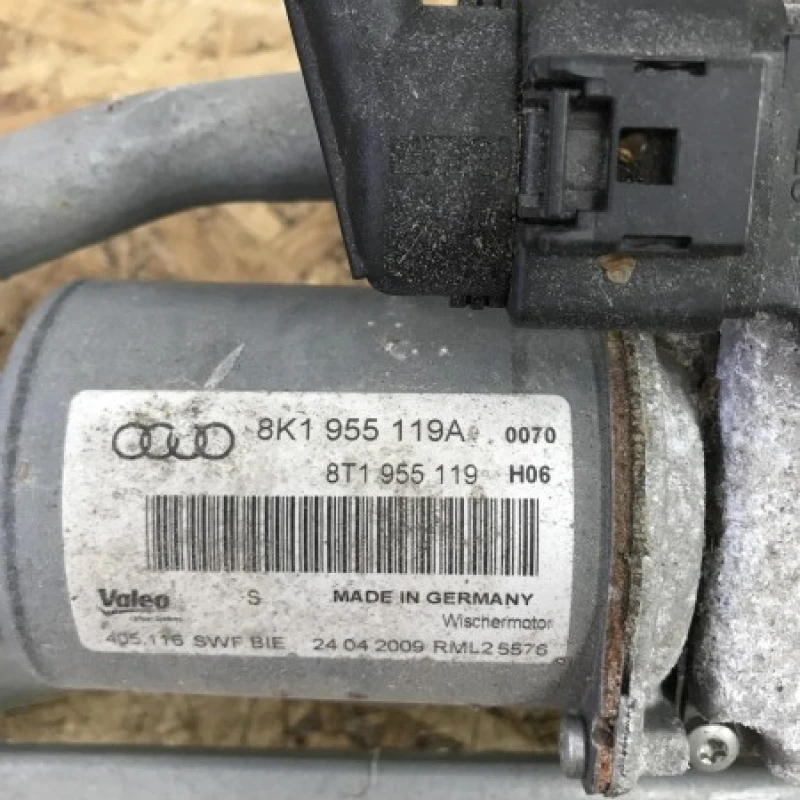 8K1 955 119A 0070
8T1 955 119 H06
Valeo S MADE IN GERMANY
Wischermotor
405.116 SWF BIE 24 04 2009 RML2 5576